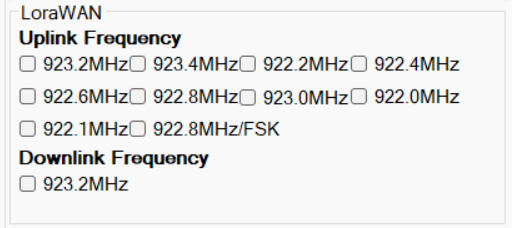 LoraWAN
Uplink Frequency
923.2MHz 923.4MHz 922.2MHz 922.4MHz
922.6MHz 922.8MHz 923.0MHz 922.0MHz
922.1MHz 922.8MHz/FSK
Downlink Frequency
923.2MHz